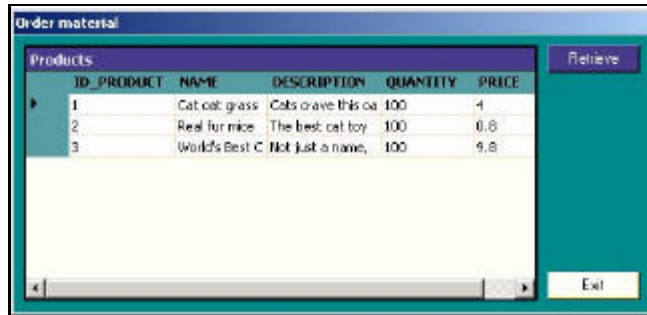 Order material
Products
Retrieve
ID_PRODUCT NAME DESCRIPTION QUANTITY PRICE
1 Cat oat grass Cats crave this oa 100 4
2 Real fur mice The best cat toy 100 0.8
3 World's Best C Not just a name, 100 9.8
Exit